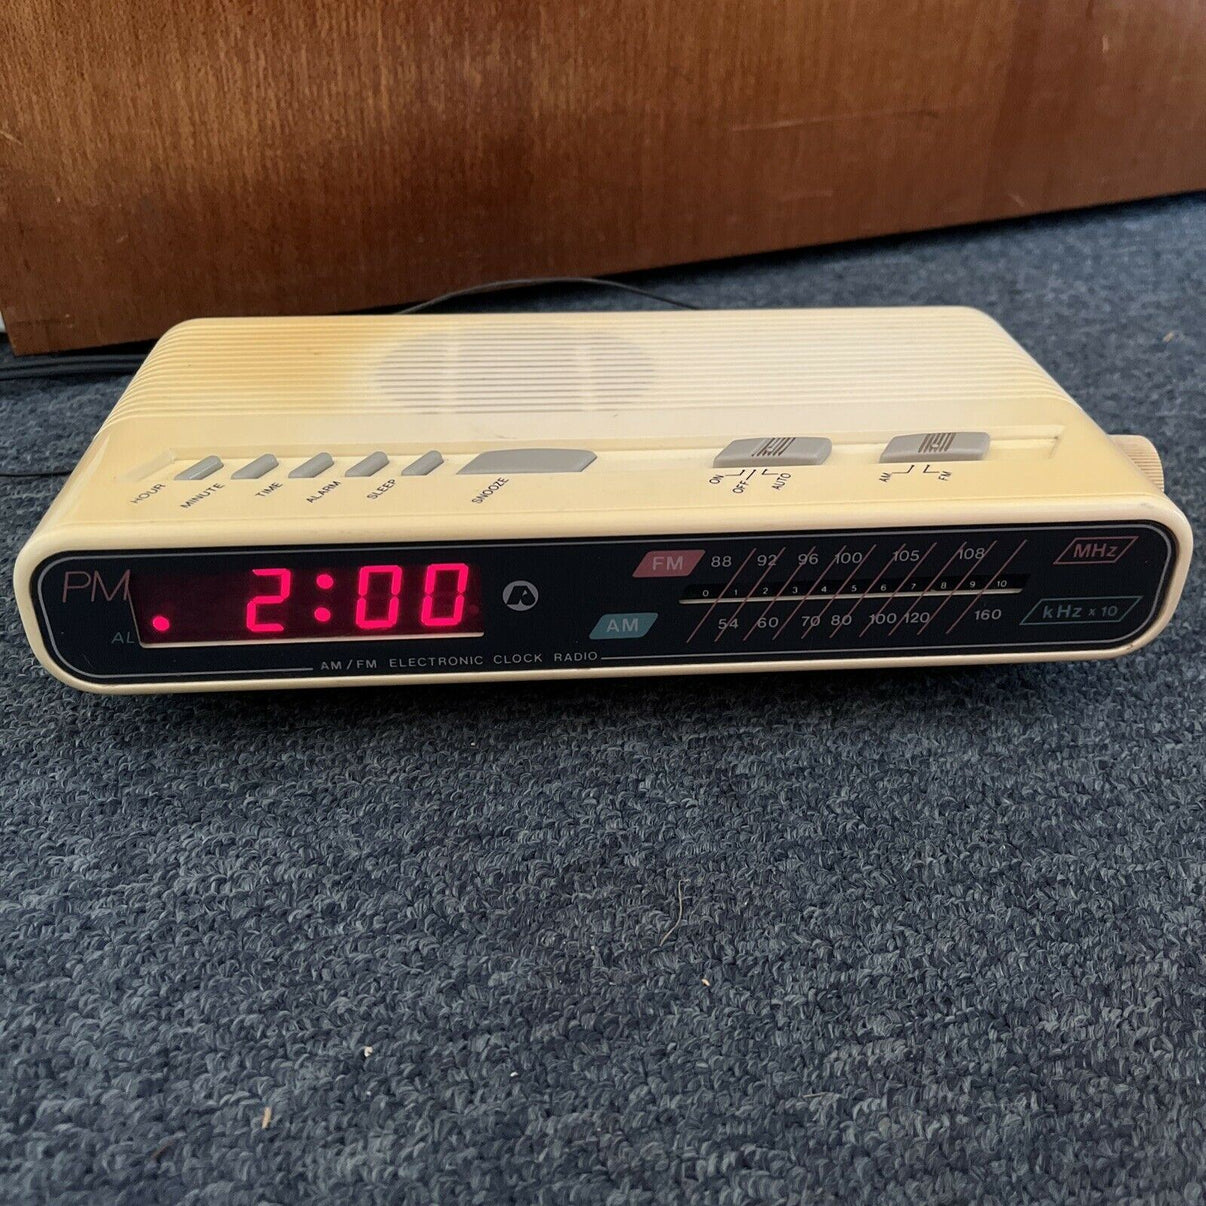 HOUR MINUTE TIME ALARM SLEEP SNOOZE
ON OFF AUTO
AM FM
PM 2:00
AL
AM/FM ELECTRONIC CLOCK RADIO
FM 88 92 96 100 105 108 MHz
0 1 2 3 4 5 6 7 8 9 10
AM 54 60 70 80 100 120 160 kHz x 10